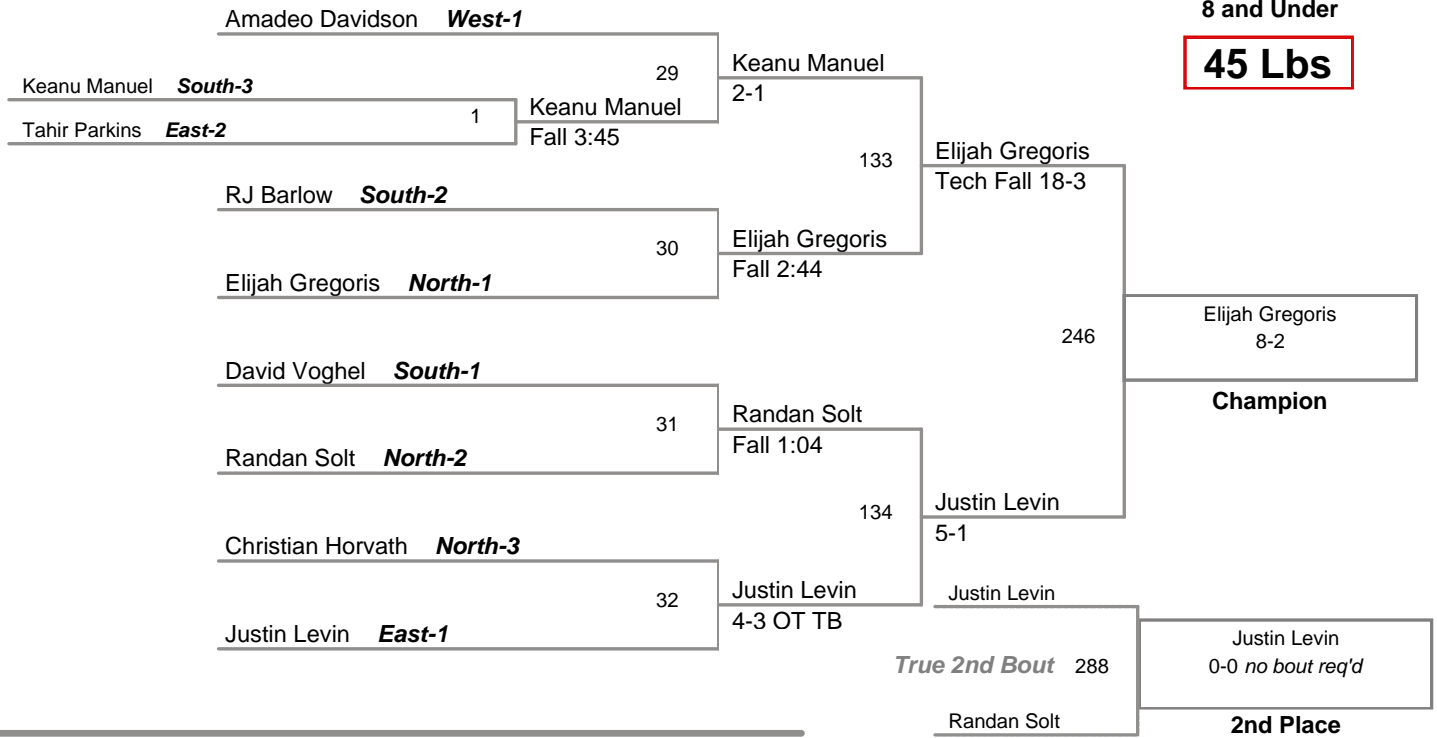 8 and Under
45 Lbs
Amadeo Davidson West-1
29
Keanu Manuel
2-1
Keanu Manuel South-3
1
Keanu Manuel
Fall 3:45
Tahir Parkins East-2
133
Elijah Gregoris
Tech Fall 18-3
RJ Barlow South-2
30
Elijah Gregoris
Fall 2:44
Elijah Gregoris North-1
246
Elijah Gregoris
8-2
Champion
David Voghel South-1
31
Randan Solt
Fall 1:04
Randan Solt North-2
134
Justin Levin
5-1
Christian Horvath North-3
32
Justin Levin
4-3 OT TB
Justin Levin East-1
Justin Levin
True 2nd Bout 288
Justin Levin
0-0 no bout req'd
Randan Solt
2nd Place